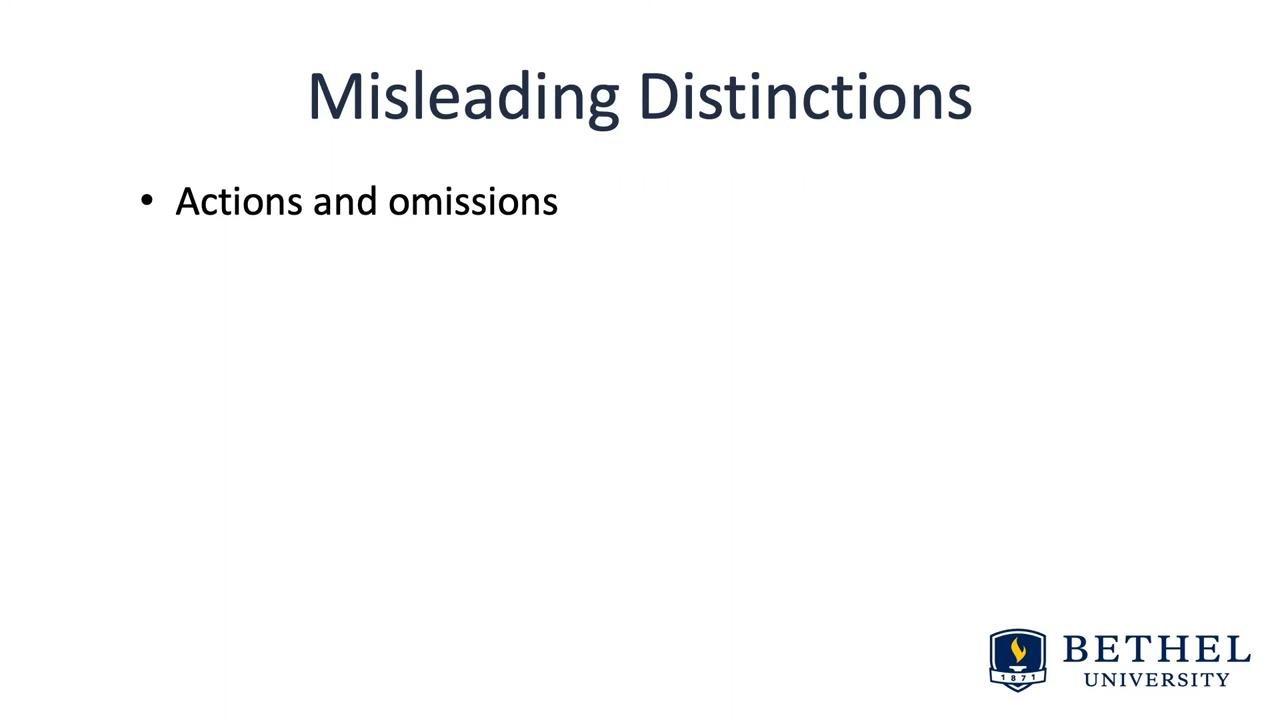 Misleading Distinctions
• Actions and omissions
BETHEL
UNIVERSITY
1871